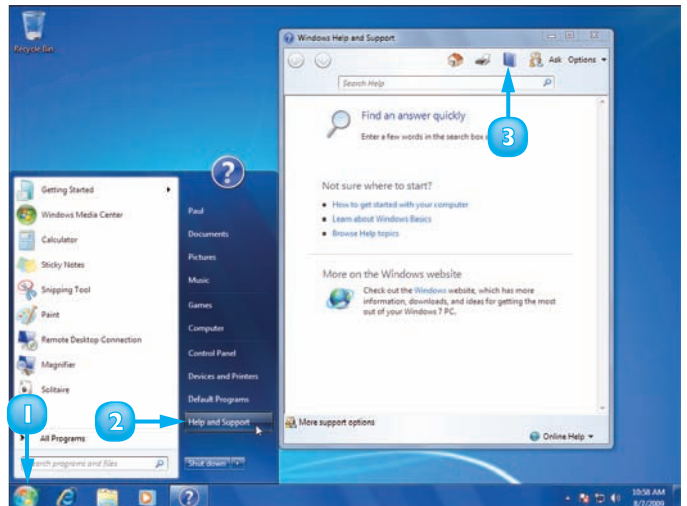 Recycle Bin
Windows Help and Support
Ask Options
Search Help
Find an answer quickly
Enter a few words in the search box
3
Not sure where to start?
How to get started with your computer
Learn about Windows Basics
Browse Help topics
More on the Windows website
Check out the Windows website, which has more
information, downloads, and ideas for getting the most
out of your Windows 7 PC.
More support options
Online Help
?
Getting Started
Windows Media Center
Calculator
Sticky Notes
Snipping Tool
Paint
Remote Desktop Connection
Magnifier
Solitaire
All Programs
Search programs and files
Paul
Documents
Pictures
Music
Games
Computer
Control Panel
Devices and Printers
Default Programs
Help and Support
Shut down
1
2
?
10:58 AM
8/7/2009